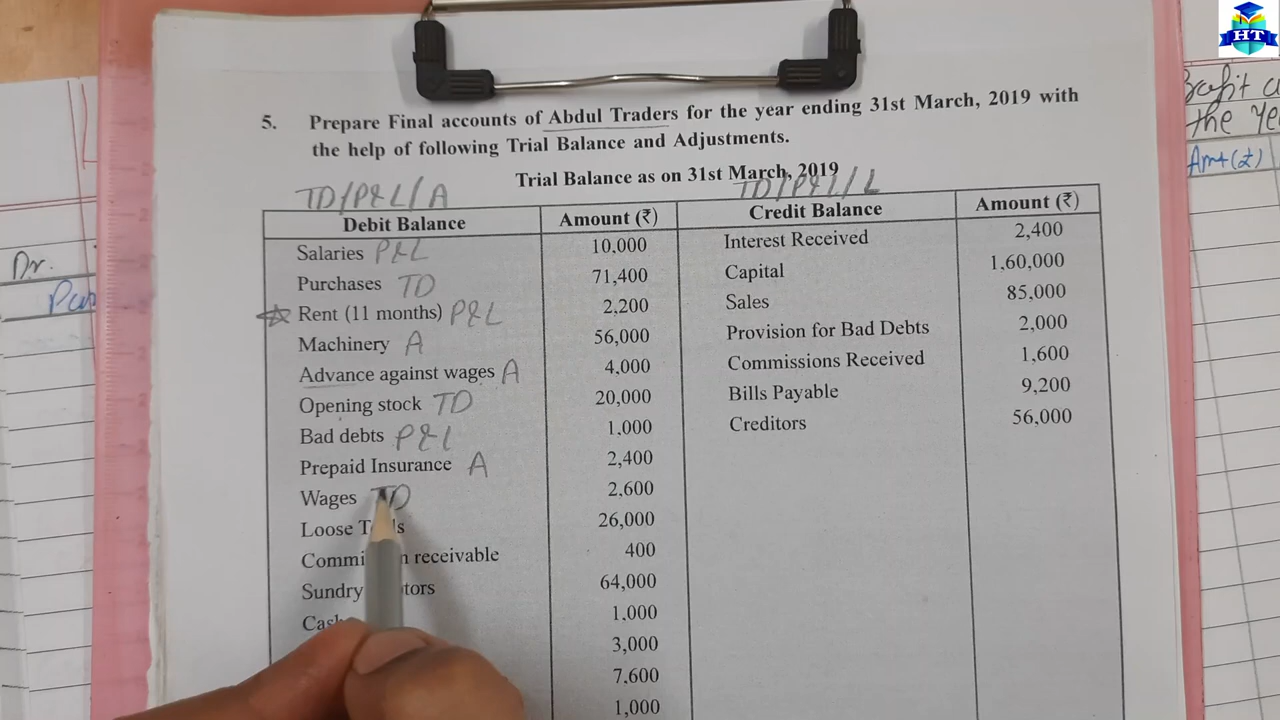 HT
5. Prepare Final accounts of Abdul Traders for the year ending 31st March, 2019 with
the help of following Trial Balance and Adjustments.
Trial Balance as on 31st March, 2019
TD/P&L/A TD/P&L/L
Debit Balance Amount (₹) Credit Balance Amount (₹)
Salaries P&L 10,000 Interest Received 2,400
Purchases TD 71,400 Capital 1,60,000
Rent (11 months) P&L 2,200 Sales 85,000
Machinery A 56,000 Provision for Bad Debts 2,000
Advance against wages A 4,000 Commissions Received 1,600
Opening stock TD 20,000 Bills Payable 9,200
Bad debts P&L 1,000 Creditors 56,000
Prepaid Insurance A 2,400
Wages TD 2,600
Loose 26,000
receivable 400
Sundry 64,000
1,000
3,000
7,600
1,000
Dr.
the Ye
Amt (₹)